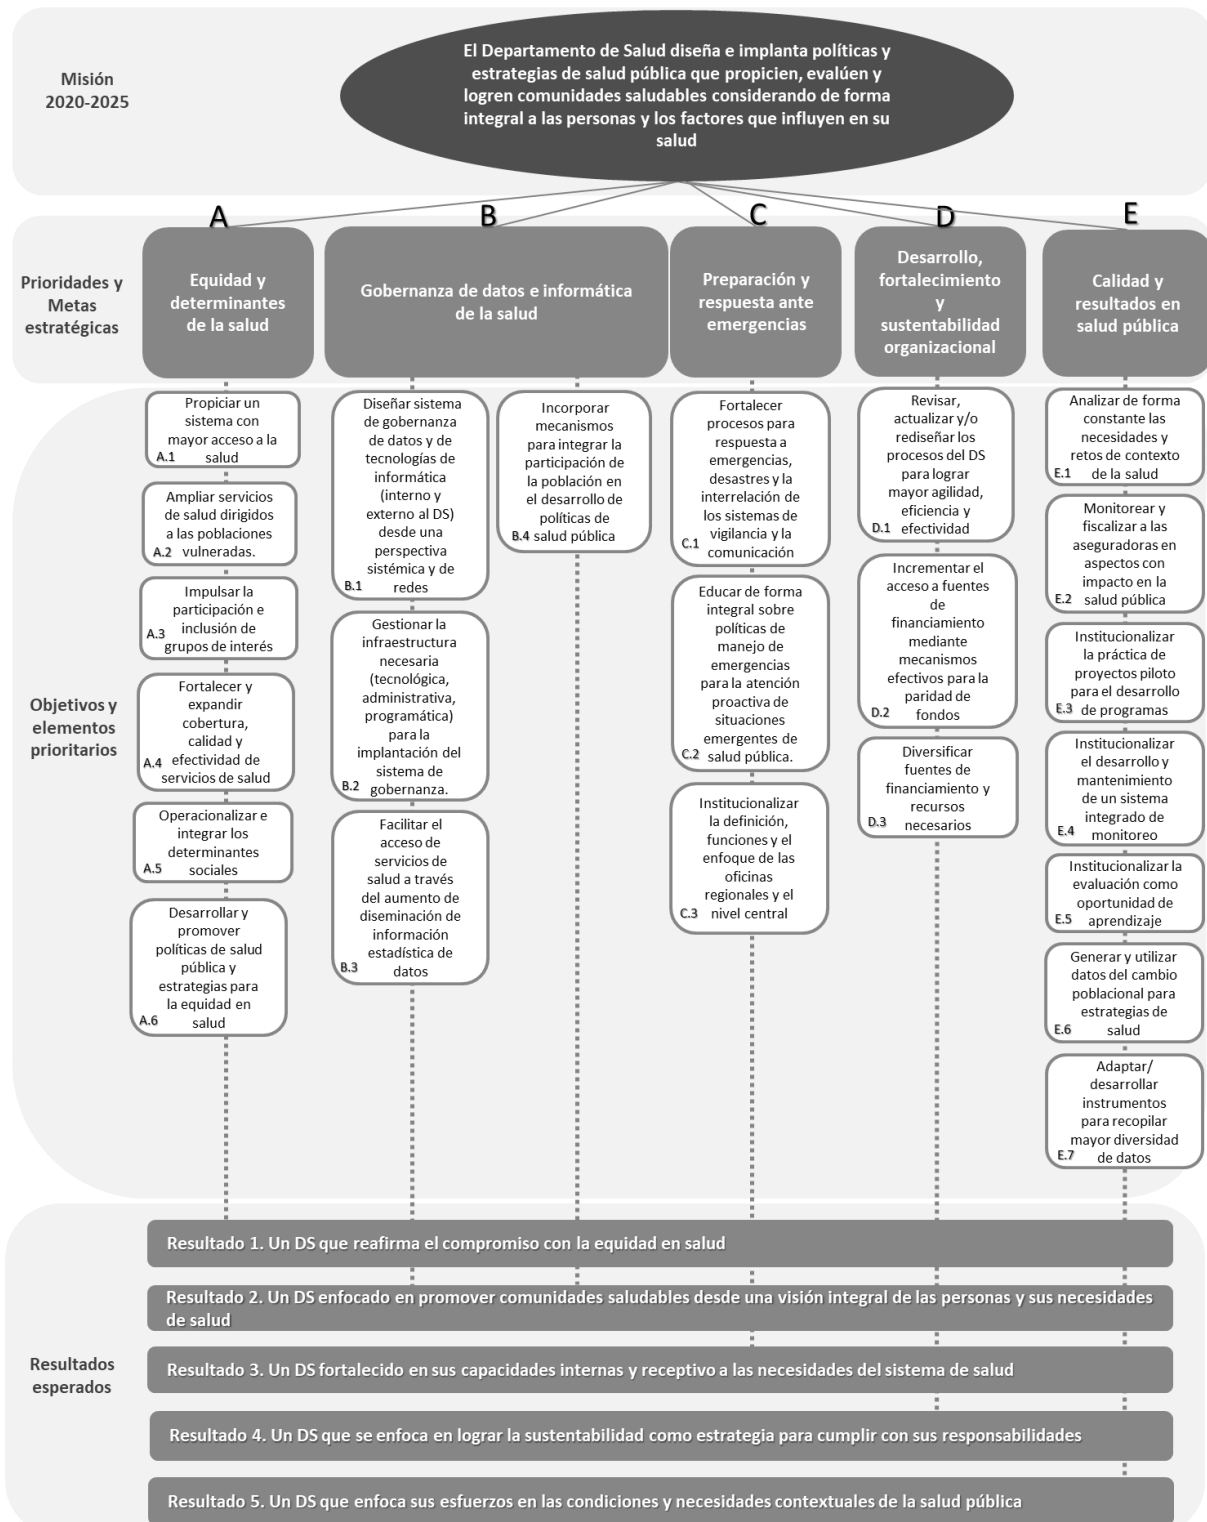 Misión
2020-2025
El Departamento de Salud diseña e implanta políticas y
estrategias de salud pública que propicien, evalúen y
logren comunidades saludables considerando de forma
integral a las personas y los factores que influyen en su
salud
A
B
C
D
E
Prioridades y
Metas
estratégicas
Equidad y
determinantes
de la salud
Gobernanza de datos e informática
de la salud
Preparación y
respuesta ante
emergencias
Desarrollo,
fortalecimiento
y
sustentabilidad
organizacional
Calidad y
resultados en
salud pública
Objetivos y
elementos
prioritarios
Propiciar un
sistema con
mayor acceso a la
A.1 salud
Ampliar servicios
de salud dirigidos
a las poblaciones
A.2 vulneradas.
Impulsar la
participación e
A.3 inclusión de
grupos de interés
Fortalecer y
expandir
cobertura,
calidad y
A.4 efectividad de
servicios de salud
Operacionalizar e
integrar los
determinantes
A.5 sociales
Desarrollar y
promover
políticas de salud
pública y
estrategias para
la equidad en
A.6 salud
Diseñar sistema
de gobernanza
de datos y de
tecnologías de
informática
(interno y
externo al DS)
desde una
perspectiva
sistémica y de
B.1 redes
Gestionar la
infraestructura
necesaria
(tecnológica,
administrativa,
programática)
para la
implantación del
sistema de
B.2 gobernanza.
Facilitar el
acceso de
servicios de
salud a través
del aumento de
diseminación de
información
estadística de
B.3 datos
Incorporar
mecanismos
para integrar la
participación de
la población en
el desarrollo de
políticas de
B.4 salud pública
Fortalecer
procesos para
respuesta a
emergencias,
desastres y la
interrelación de
los sistemas de
vigilancia y la
C.1 comunicación
Educar de forma
integral sobre
políticas de
manejo de
emergencias
para la atención
proactiva de
situaciones
emergentes de
C.2 salud pública.
Institucionalizar
la definición,
funciones y el
enfoque de las
oficinas
regionales y el
C.3 nivel central
Revisar,
actualizar y/o
rediseñar los
procesos del DS
para lograr
mayor agilidad,
eficiencia y
D.1 efectividad
Incrementar el
acceso a fuentes
de
financiamiento
mediante
mecanismos
efectivos para la
paridad de
D.2 fondos
Diversificar
fuentes de
financiamiento y
recursos
D.3 necesarios
Analizar de forma
constante las
necesidades y
retos de contexto
E.1 de la salud
Monitorear y
fiscalizar a las
aseguradoras en
aspectos con
impacto en la
E.2 salud pública
Institucionalizar
la práctica de
proyectos piloto
para el desarrollo
E.3 de programas
Institucionalizar
el desarrollo y
mantenimiento
de un sistema
integrado de
E.4 monitoreo
Institucionalizar la
evaluación como
oportunidad de
E.5 aprendizaje
Generar y utilizar
datos del cambio
poblacional para
estrategias de
E.6 salud
Adaptar/
desarrollar
instrumentos
para recopilar
mayor diversidad
E.7 de datos
Resultados
esperados
Resultado 1. Un DS que reafirma el compromiso con la equidad en salud
Resultado 2. Un DS enfocado en promover comunidades saludables desde una visión integral de las personas y sus necesidades
de salud
Resultado 3. Un DS fortalecido en sus capacidades internas y receptivo a las necesidades del sistema de salud
Resultado 4. Un DS que se enfoca en lograr la sustentabilidad como estrategia para cumplir con sus responsabilidades
Resultado 5. Un DS que enfoca sus esfuerzos en las condiciones y necesidades contextuales de la salud pública